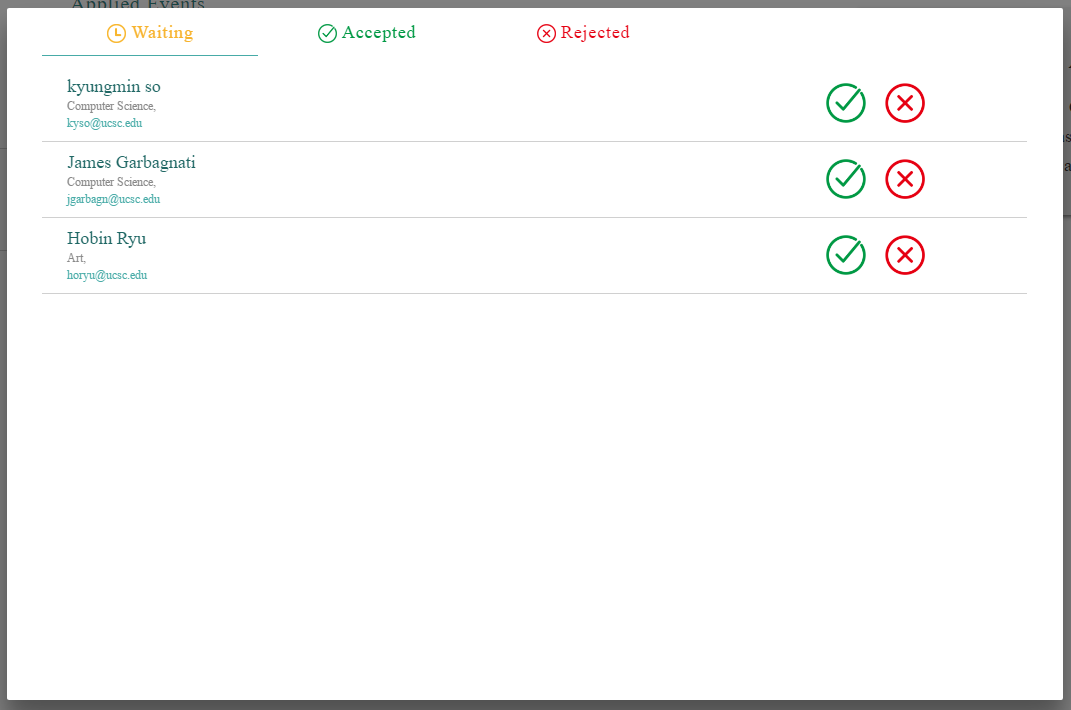 Applied Events
Waiting
Accepted
Rejected
kyungmin so
Computer Science,
kyso@ucsc.edu
James Garbagnati
Computer Science,
jgarbagn@ucsc.edu
Hobin Ryu
Art,
horyu@ucsc.edu